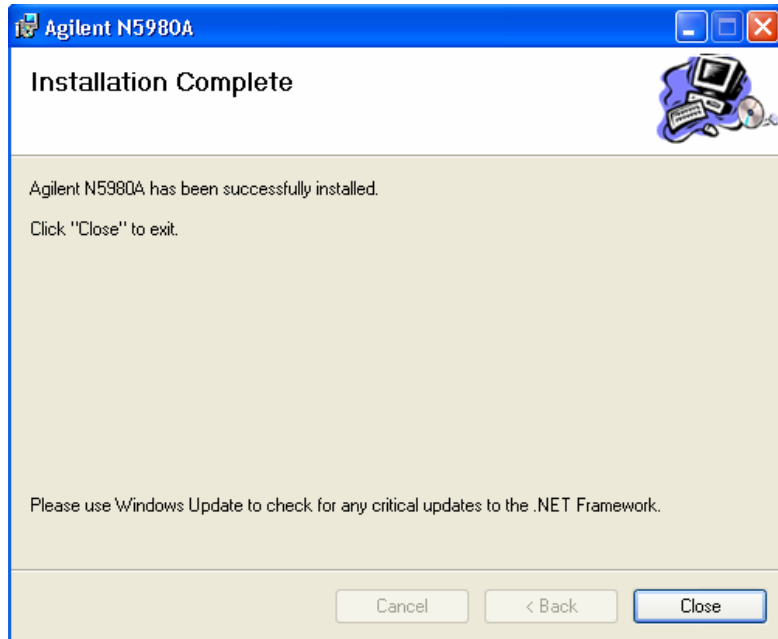 Agilent N5980A
Installation Complete
Agilent N5980A has been successfully installed.
Click "Close" to exit.
Please use Windows Update to check for any critical updates to the .NET Framework.
Cancel
< Back
Close